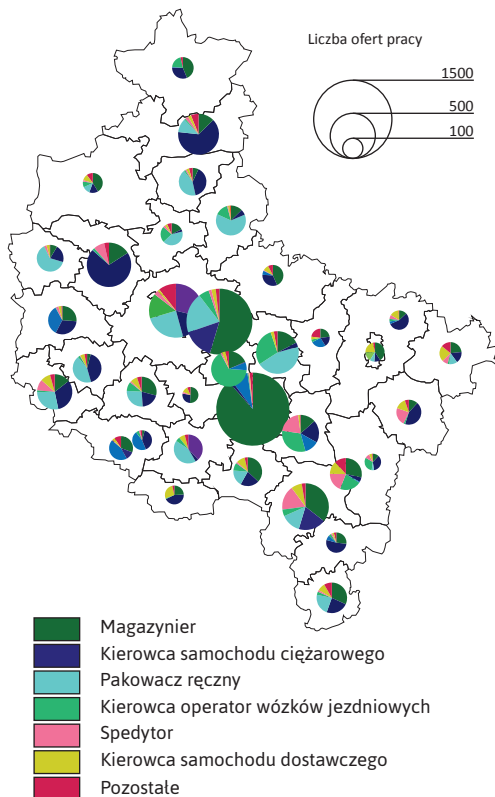 Liczba ofert pracy
1500
500
100
Magazynier
Kierowca samochodu ciężarowego
Pakowacz ręczny
Kierowca operator wózków jezdniowych
Spedytor
Kierowca samochodu dostawczego
Pozostałe